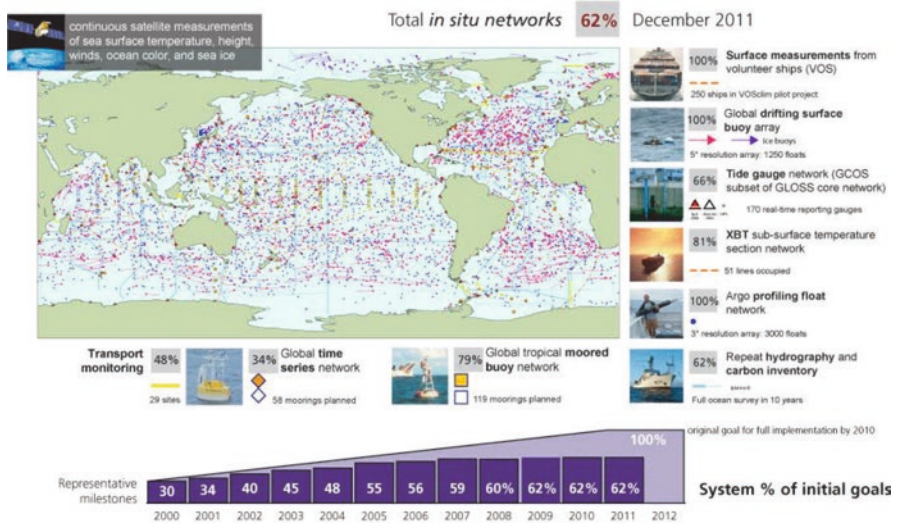 continuous satellite measurements
of sea surface temperature, height,
winds, ocean color, and sea ice
Total in situ networks 62% December 2011
100% Surface measurements from
volunteer ships (VOS)
250 ships in VOSclim pilot project
100% Global drifting surface
buoy array
Ice buoys
5° resolution array: 1250 floats
66% Tide gauge network (GCOS
subset of GLOSS core network)
170 real-time reporting gauges
81% XBT sub-surface temperature
section network
51 lines occupied
100% Argo profiling float
network
3° resolution array: 3000 floats
62% Repeat hydrography and
carbon inventory
Full ocean survey in 10 years
Transport
monitoring
48%
29 sites
34% Global time
series network
58 moorings planned
79% Global tropical moored
buoy network
119 moorings planned
original goal for full implementation by 2010
100%
Representative
milestones
30 34 40 45 48 55 56 59 60% 62% 62% 62%
System % of initial goals
2000 2001 2002 2003 2004 2005 2006 2007 2008 2009 2010 2011 2012